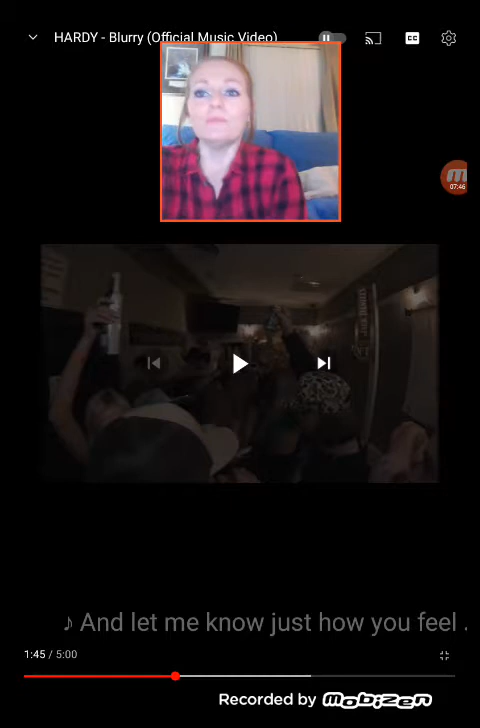 HARDY - Blurry (Official Music Video)
CC
07:46
♪ And let me know just how you feel .
1:45 / 5:00
Recorded by Mobizen